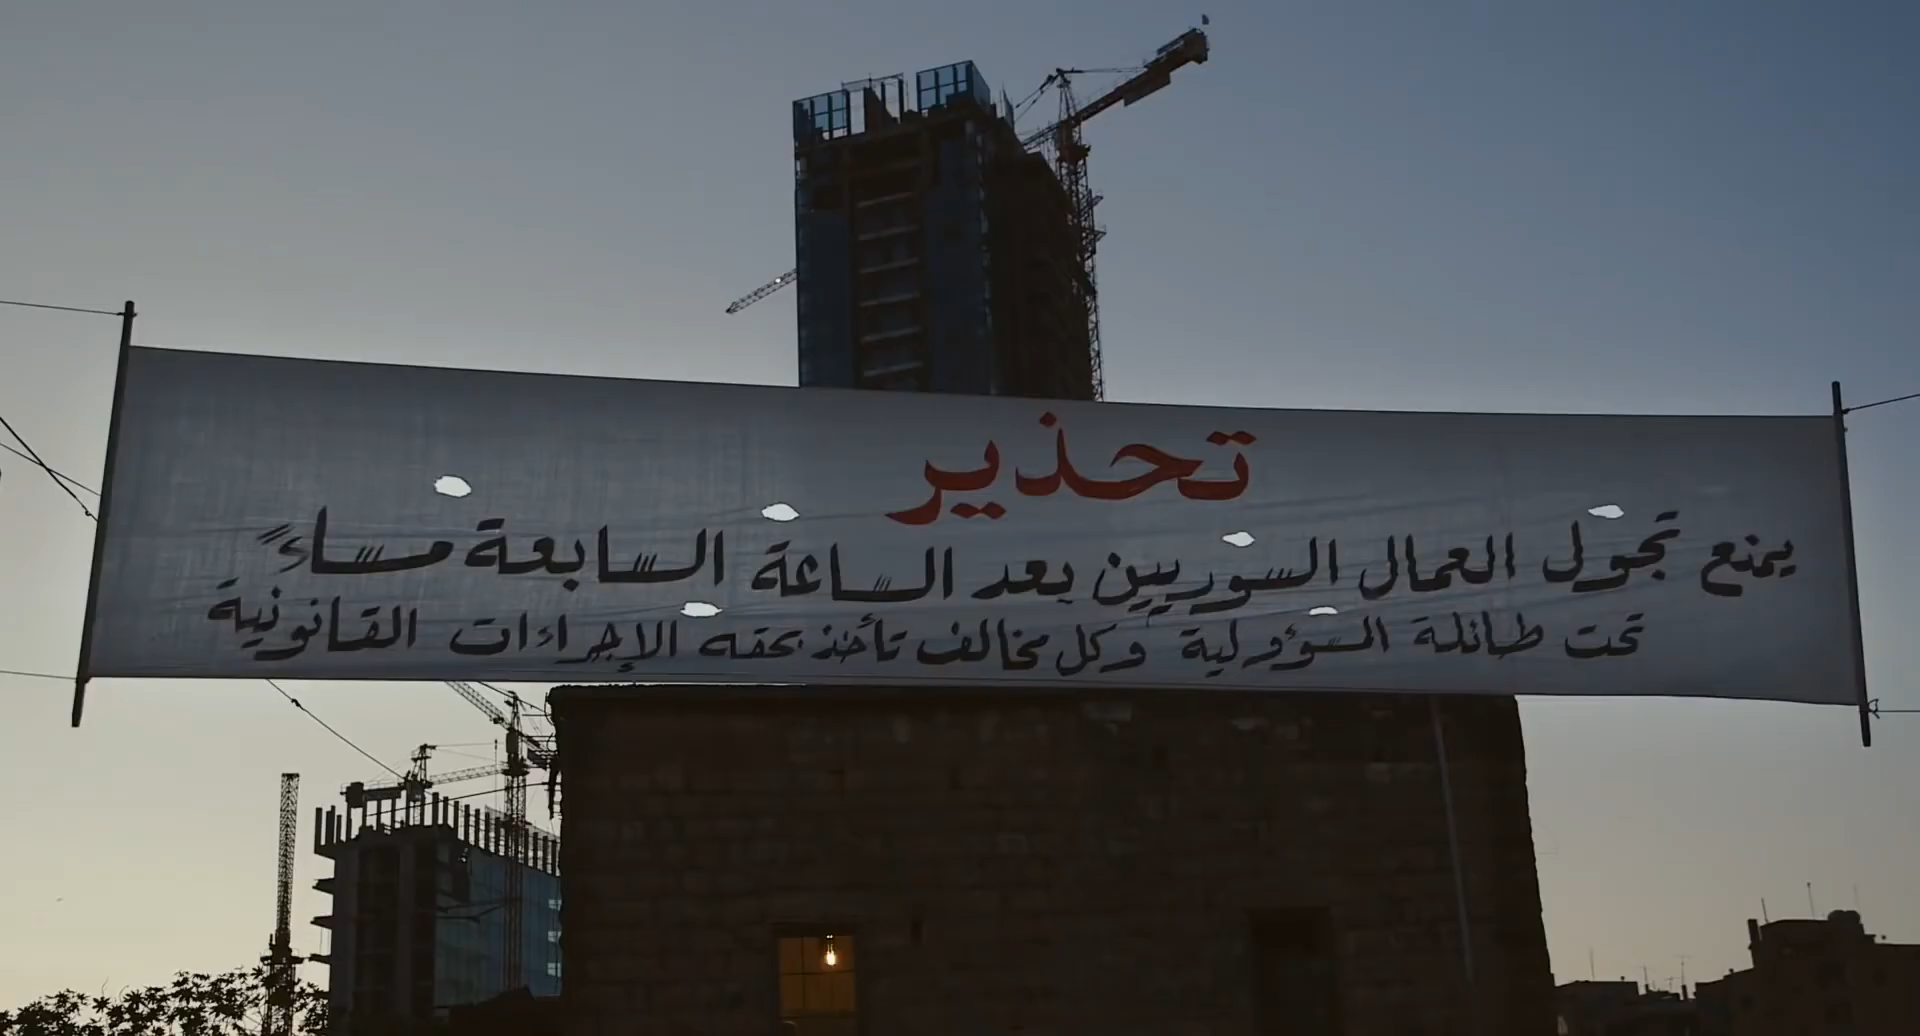 تحذير
يمنع تجول العمال السوريين بعد الساعة السابعة مساءً
تحت طائلة المسؤولية وكل مخالف تأخذ بحقه الإجراءات القانونية